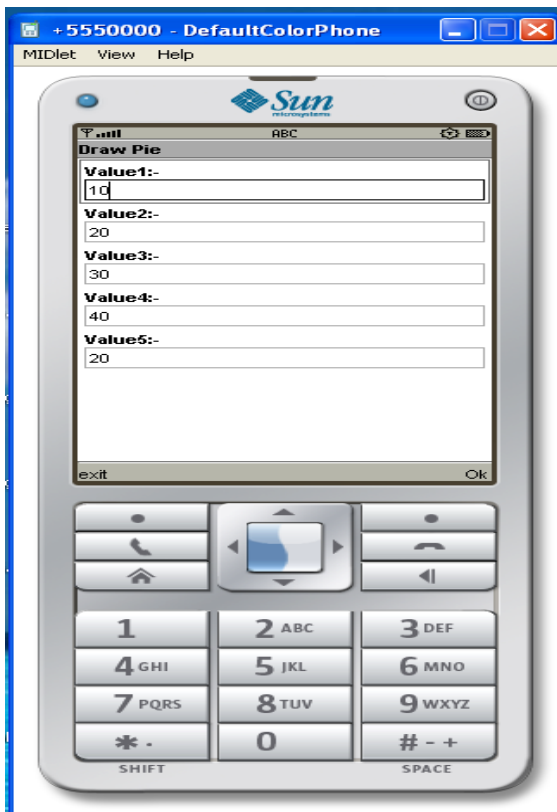 +5550000 - DefaultColorPhone
MIDlet View Help
Sun
microsystems
ABC
Draw Pie
Value1:-
10
Value2:-
20
Value3:-
30
Value4:-
40
Value5:-
20
exit Ok
1 2 ABC 3 DEF
4 GHI 5 JKL 6 MNO
7 PQRS 8 TUV 9 WXYZ
* . 0 # - +
SHIFT SPACE